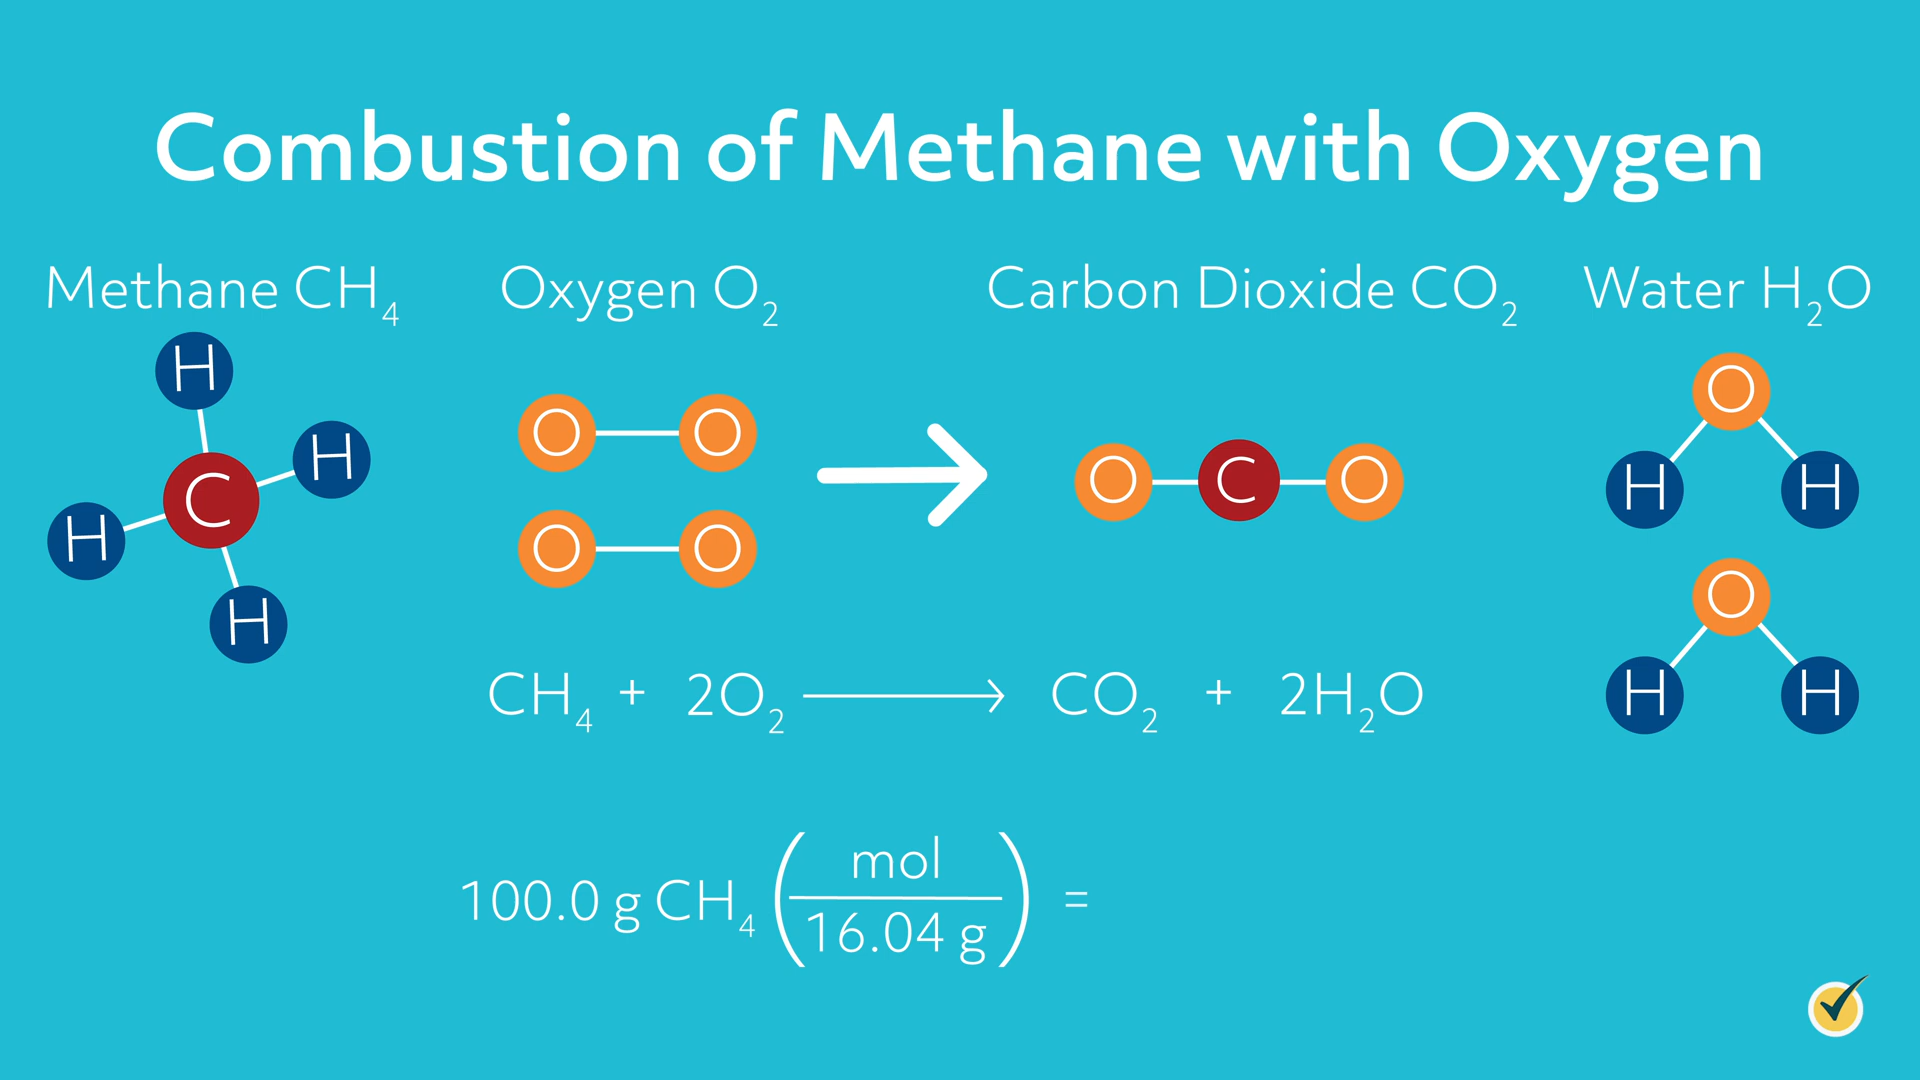 Combustion of Methane with Oxygen
Methane CH₄ Oxygen O₂ Carbon Dioxide CO₂ Water H₂O
H
H
C
H
H
O O
O O
O C O
O
H H
O
H H
CH₄ + 2O₂ ⟶ CO₂ + 2H₂O
100.0 g CH₄ (mol / 16.04 g) =